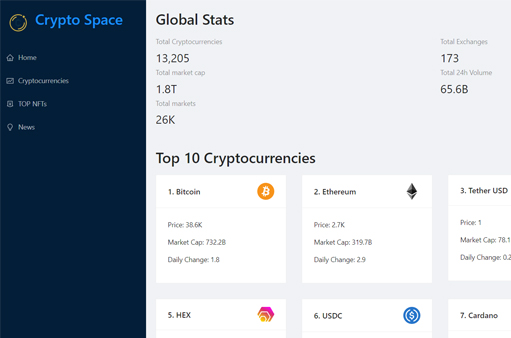 Crypto Space
Home
Cryptocurrencies
TOP NFTs
News
Global Stats
Total Cryptocurrencies
13,205
Total Exchanges
173
Total market cap
1.8T
Total 24h Volume
65.6B
Total markets
26K
Top 10 Cryptocurrencies
1. Bitcoin
Price: 38.6K
Market Cap: 732.2B
Daily Change: 1.8
2. Ethereum
Price: 2.7K
Market Cap: 319.7B
Daily Change: 2.9
3. Tether USD
Price: 1
Market Cap: 78.1
Daily Change: 0.2
5. HEX
6. USDC
7. Cardano